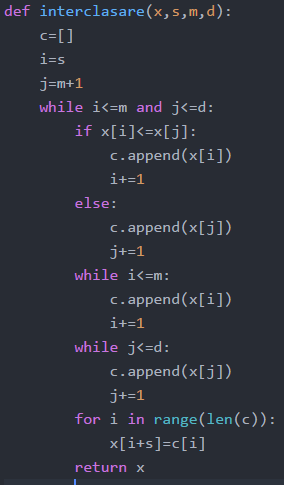 def interclasare(x,s,m,d):
    c=[]
    i=s
    j=m+1
    while i<=m and j<=d:
        if x[i]<=x[j]:
            c.append(x[i])
            i+=1
        else:
            c.append(x[j])
            j+=1
        while i<=m:
            c.append(x[i])
            i+=1
        while j<=d:
            c.append(x[j])
            j+=1
        for i in range(len(c)):
            x[i+s]=c[i]
        return x